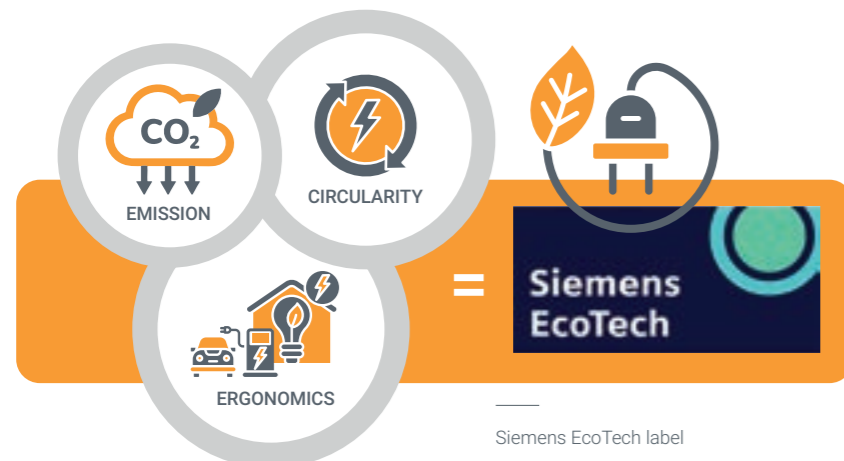 CO₂
EMISSION
CIRCULARITY
ERGONOMICS
=
Siemens
EcoTech
Siemens EcoTech label